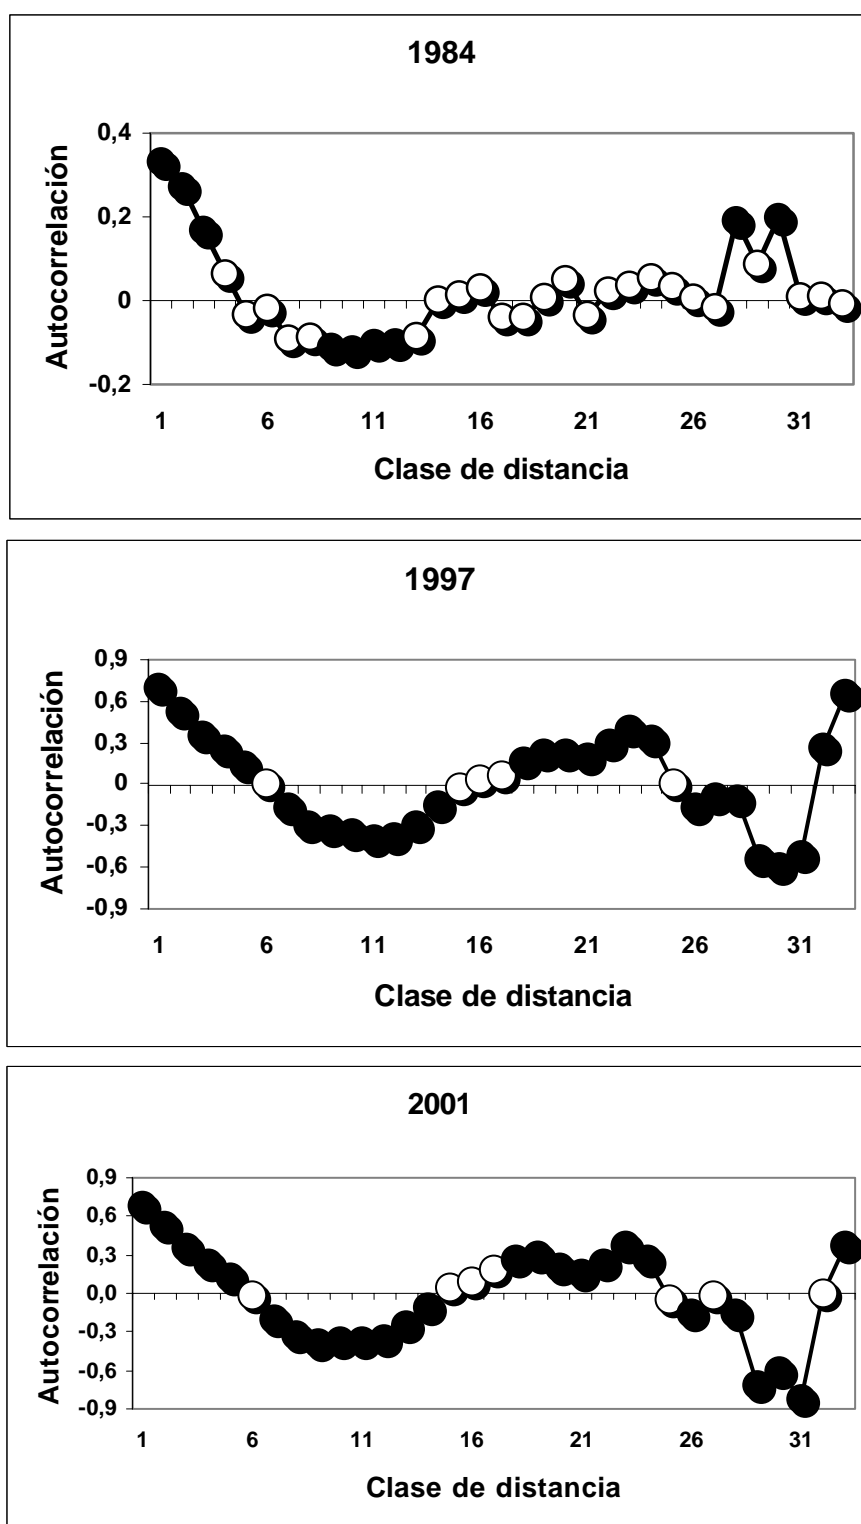 1984
Autocorrelación
0,4
0,2
0
-0,2
1 6 11 16 21 26 31
Clase de distancia
1997
Autocorrelación
0,9
0,6
0,3
0
-0,3
-0,6
-0,9
1 6 11 16 21 26 31
Clase de distancia
2001
Autocorrelación
0,9
0,6
0,3
0,0
-0,3
-0,6
-0,9
1 6 11 16 21 26 31
Clase de distancia